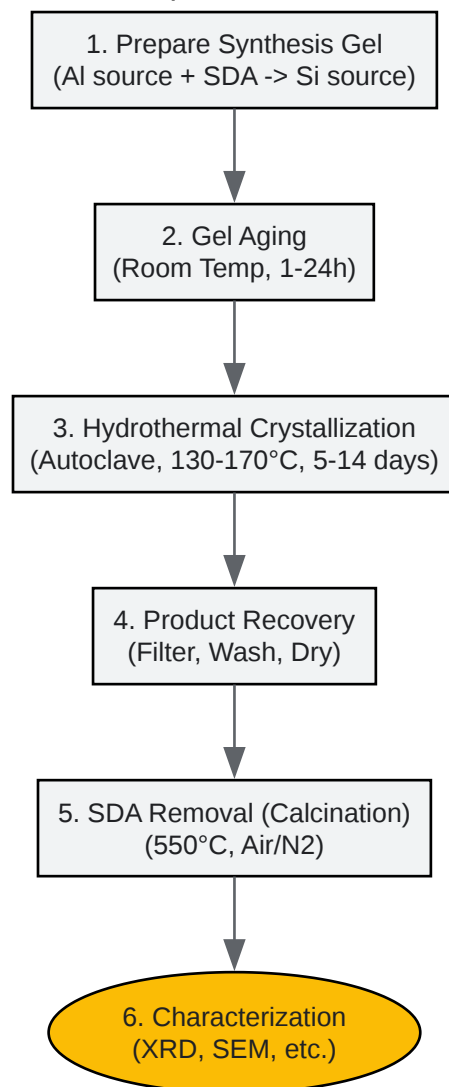 1. Prepare Synthesis Gel
(Al source + SDA -> Si source)
2. Gel Aging
(Room Temp, 1-24h)
3. Hydrothermal Crystallization
(Autoclave, 130-170°C, 5-14 days)
4. Product Recovery
(Filter, Wash, Dry)
5. SDA Removal (Calcination)
(550°C, Air/N2)
6. Characterization
(XRD, SEM, etc.)